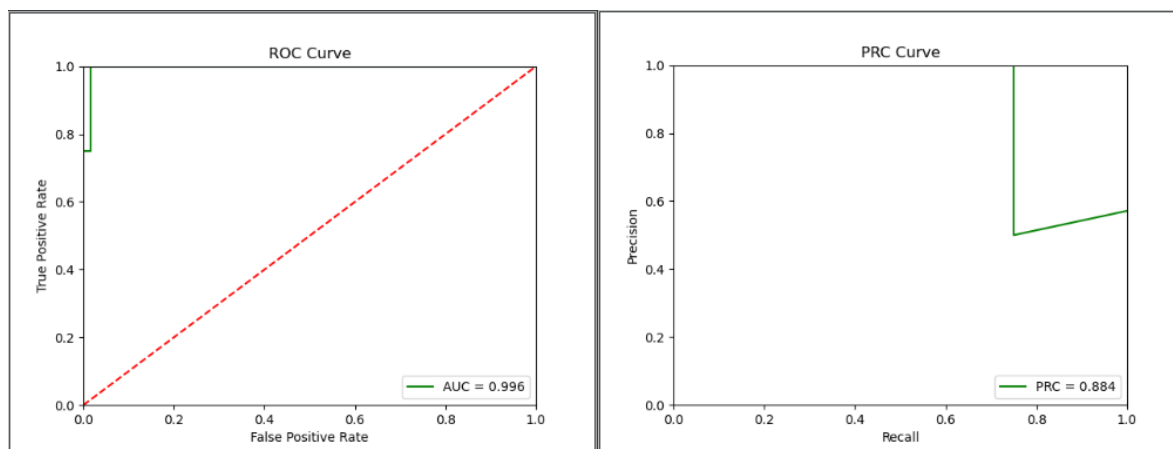 ROC Curve
1.0
0.8
0.6
0.4
0.2
0.0
True Positive Rate
AUC = 0.996
0.0 0.2 0.4 0.6 0.8 1.0
False Positive Rate
PRC Curve
1.0
0.8
0.6
0.4
0.2
0.0
Precision
PRC = 0.884
0.0 0.2 0.4 0.6 0.8 1.0
Recall